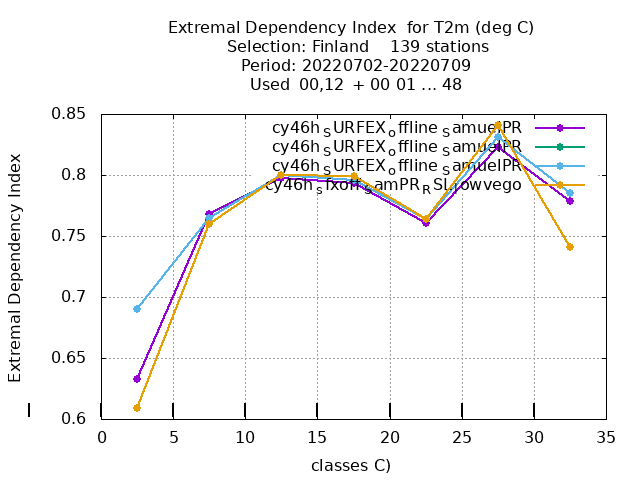 Extremal Dependency Index for T2m (deg C)
Selection: Finland 139 stations
Period: 20220702-20220709
Used 00,12 + 00 01 ... 48
cy46h_SURFEX_offline_SamuelPR
cy46h_SURFEX_offline_SamuelPR
cy46h_SURFEX_offline_SamuelPR
0.85
0.8
0.75
0.7
0.65
0.6
Extremal Dependency Index
0 5 10 15 20 25 30 35
classes C)